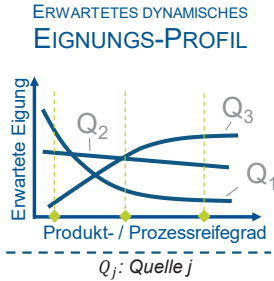 ERWARTETES DYNAMISCHES
EIGNUNGS-PROFIL
Erwartete Eigung
Q2
Q3
Q1
Produkt- / Prozessreifegrad
Qj: Quelle j